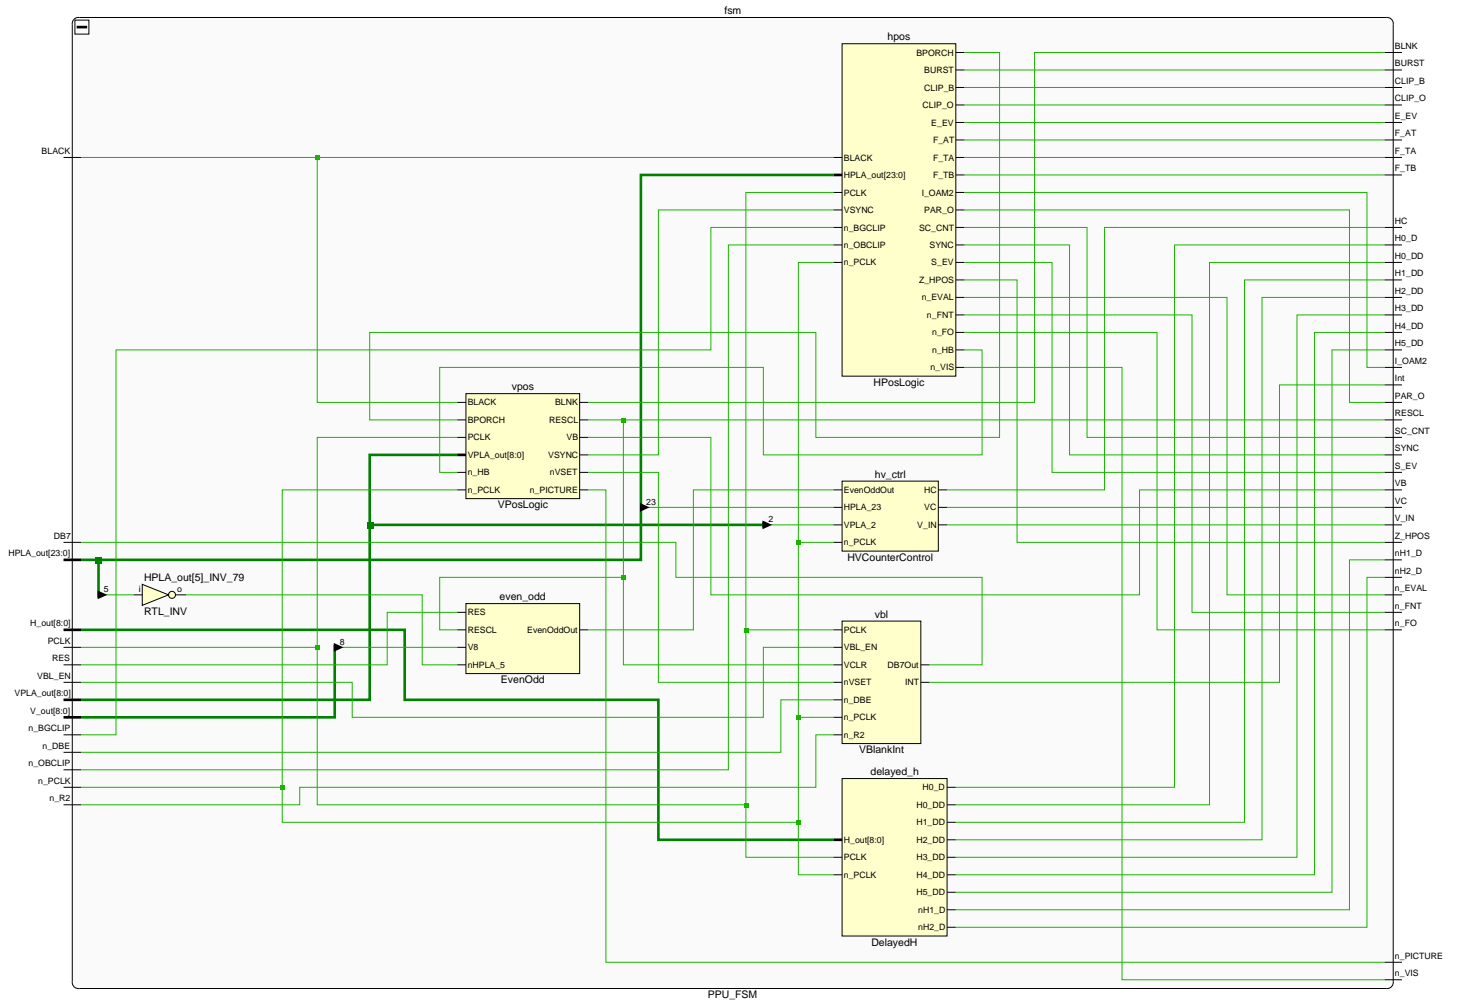 fsm
BLACK
DB7
HPLA_out[23:0]
H_out[8:0]
PCLK
RES
VBL_EN
VPLA_out[8:0]
V_out[8:0]
n_BGCLIP
n_DBE
n_OBCLIP
n_PCLK
n_R2
5
HPLA_out[5]_INV_79
i
o
RTL_INV
8
vpos
BLACK
BPORCH
PCLK
VPLA_out[8:0]
n_HB
n_PCLK
BLNK
RESCL
VB
VSYNC
nVSET
n_PICTURE
VPosLogic
even_odd
RES
RESCL
V8
nHPLA_5
EvenOddOut
EvenOdd
23
2
hpos
BLACK
HPLA_out[23:0]
PCLK
VSYNC
n_BGCLIP
n_OBCLIP
n_PCLK
BPORCH
BURST
CLIP_B
CLIP_O
E_EV
F_AT
F_TA
F_TB
I_OAM2
PAR_O
SC_CNT
SYNC
S_EV
Z_HPOS
n_EVAL
n_FNT
n_FO
n_HB
n_VIS
HPosLogic
hv_ctrl
EvenOddOut
HPLA_23
VPLA_2
n_PCLK
HC
VC
V_IN
HVCounterControl
vbl
PCLK
VBL_EN
VCLR
nVSET
n_DBE
n_PCLK
n_R2
DB7Out
INT
VBlankInt
delayed_h
H_out[8:0]
PCLK
n_PCLK
H0_D
H0_DD
H1_DD
H2_DD
H3_DD
H4_DD
H5_DD
nH1_D
nH2_D
DelayedH
BLNK
BURST
CLIP_B
CLIP_O
E_EV
F_AT
F_TA
F_TB
HC
H0_D
H0_DD
H1_DD
H2_DD
H3_DD
H4_DD
H5_DD
I_OAM2
Int
PAR_O
RESCL
SC_CNT
SYNC
S_EV
VB
VC
V_IN
Z_HPOS
nH1_D
nH2_D
n_EVAL
n_FNT
n_FO
n_PICTURE
n_VIS
PPU_FSM